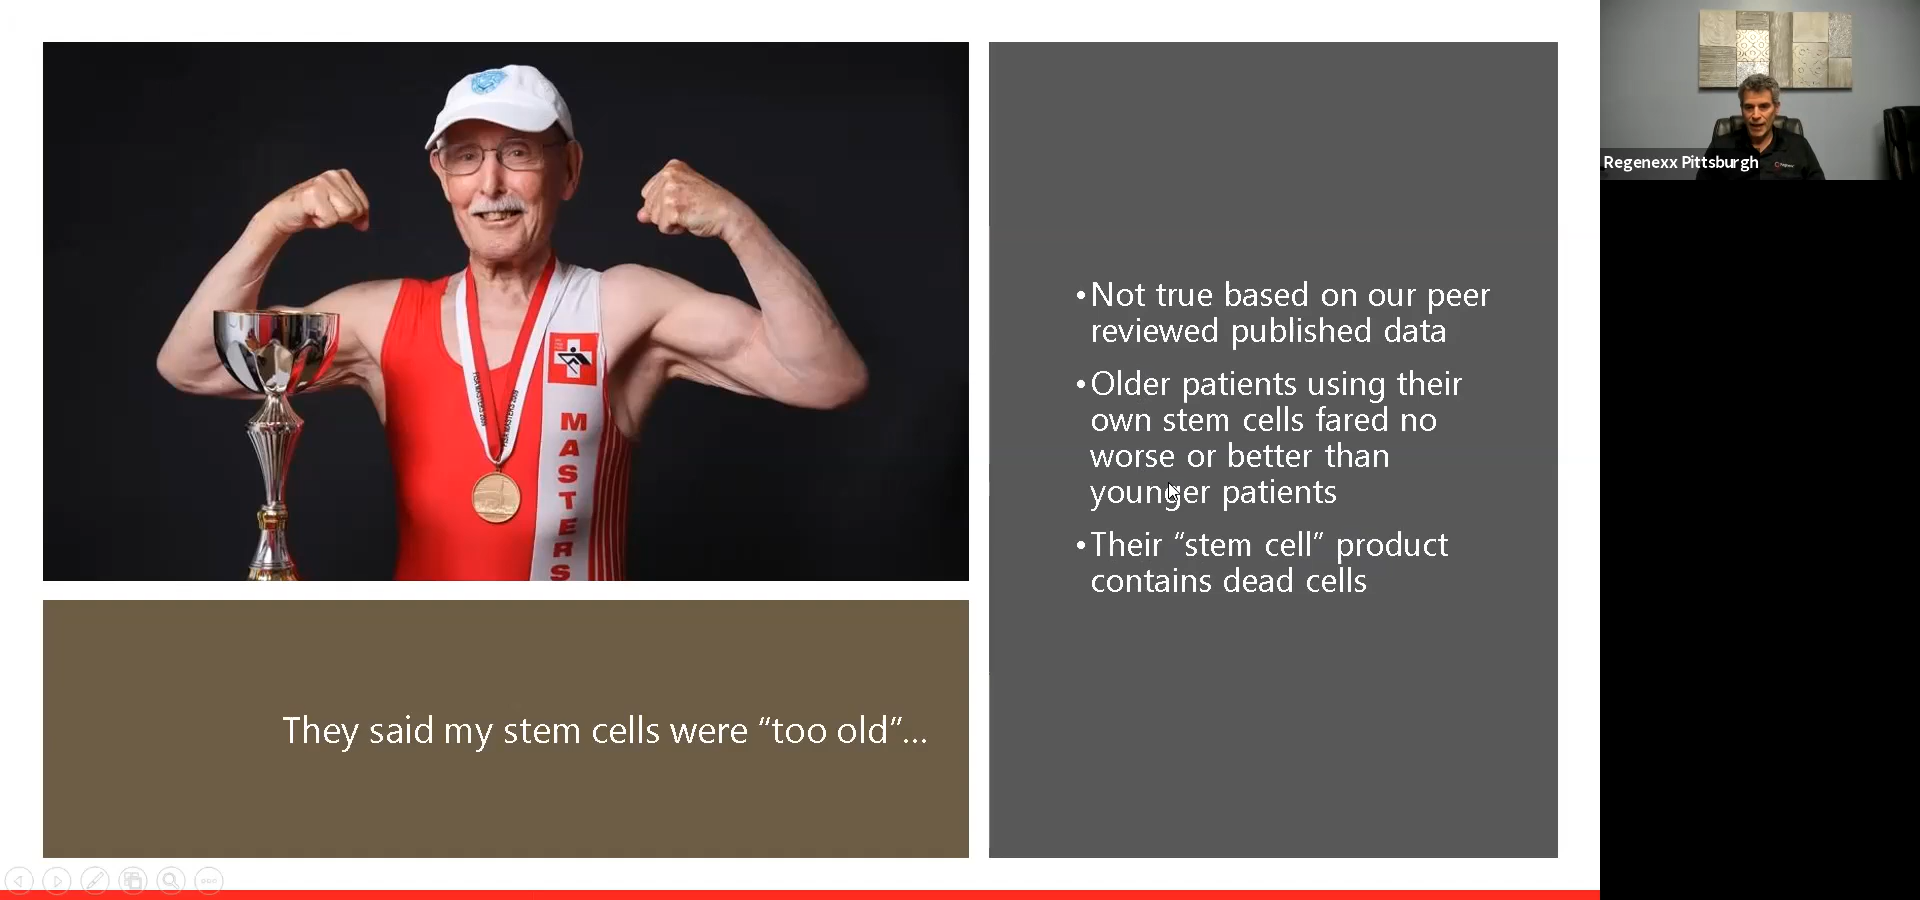 Regenexx Pittsburgh
•Not true based on our peer
reviewed published data
•Older patients using their
own stem cells fared no
worse or better than
younger patients
•Their “stem cell” product
contains dead cells
MASTERS
They said my stem cells were “too old”...